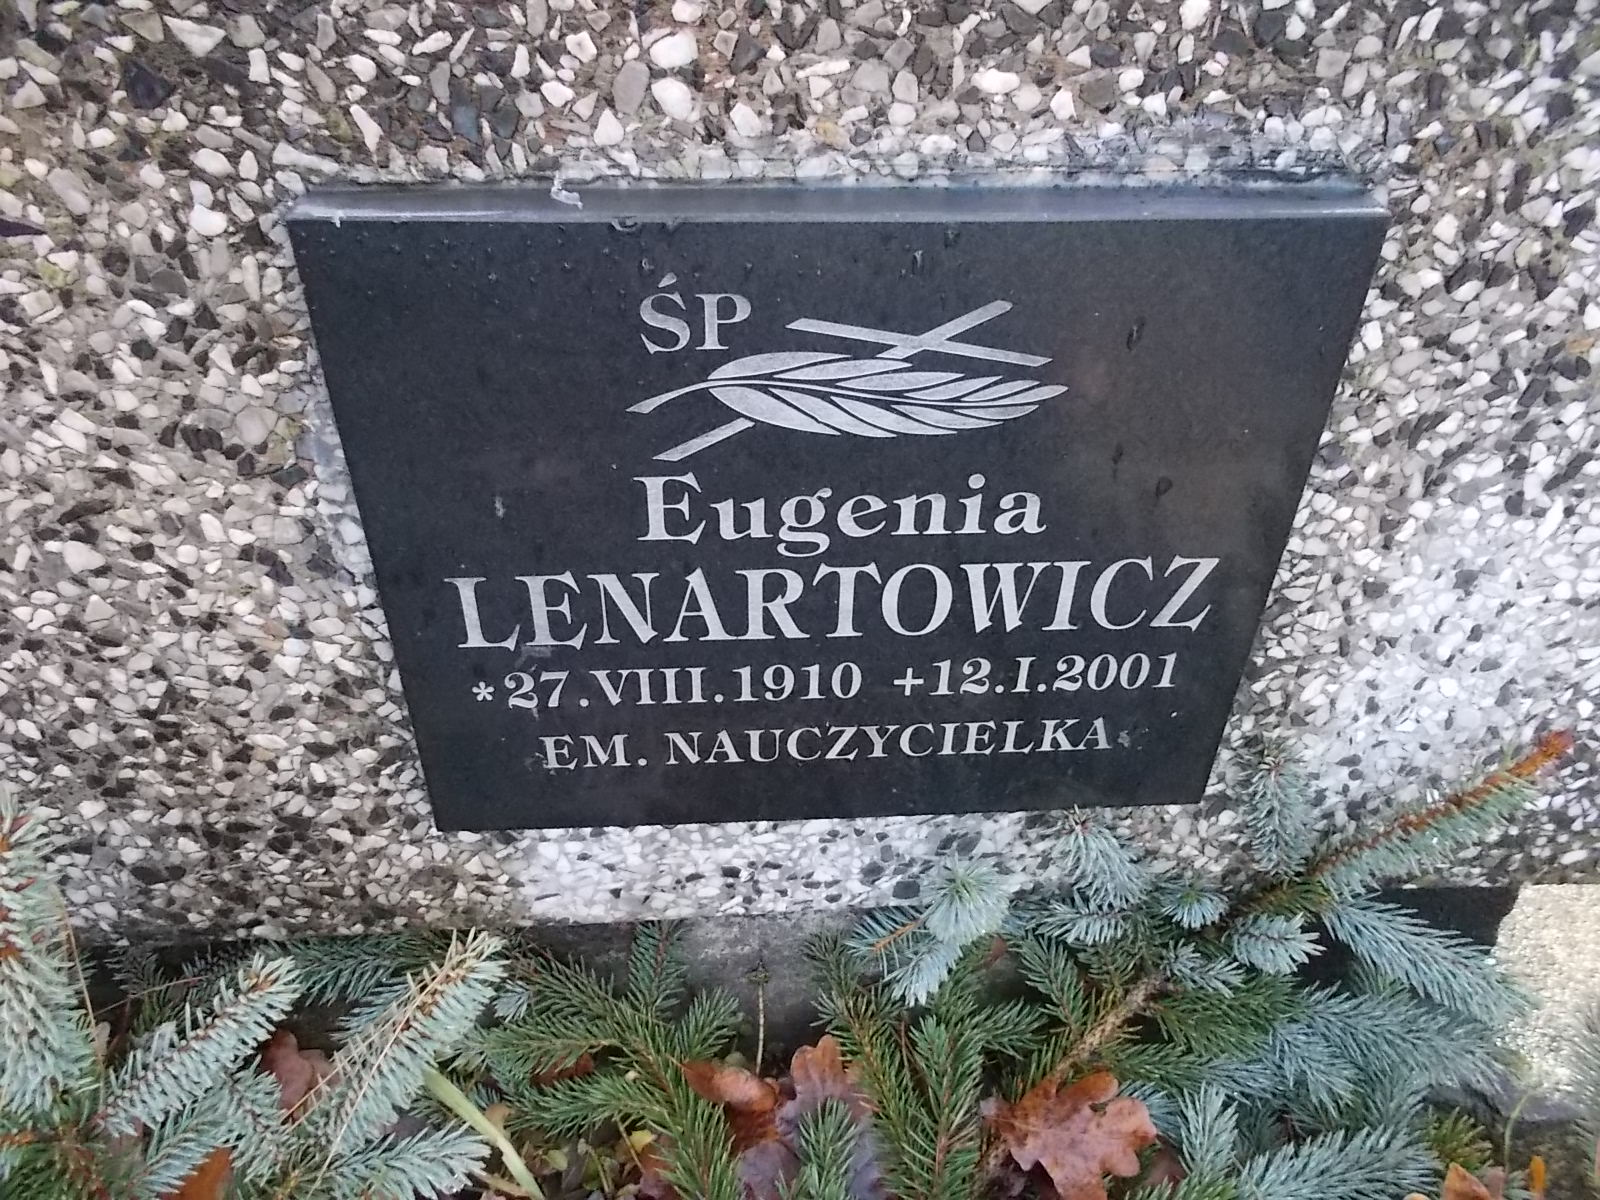 ŚP
Eugenia
LENARTOWICZ
*27.VIII.1910 +12.I.2001
EM. NAUCZYCIELKA